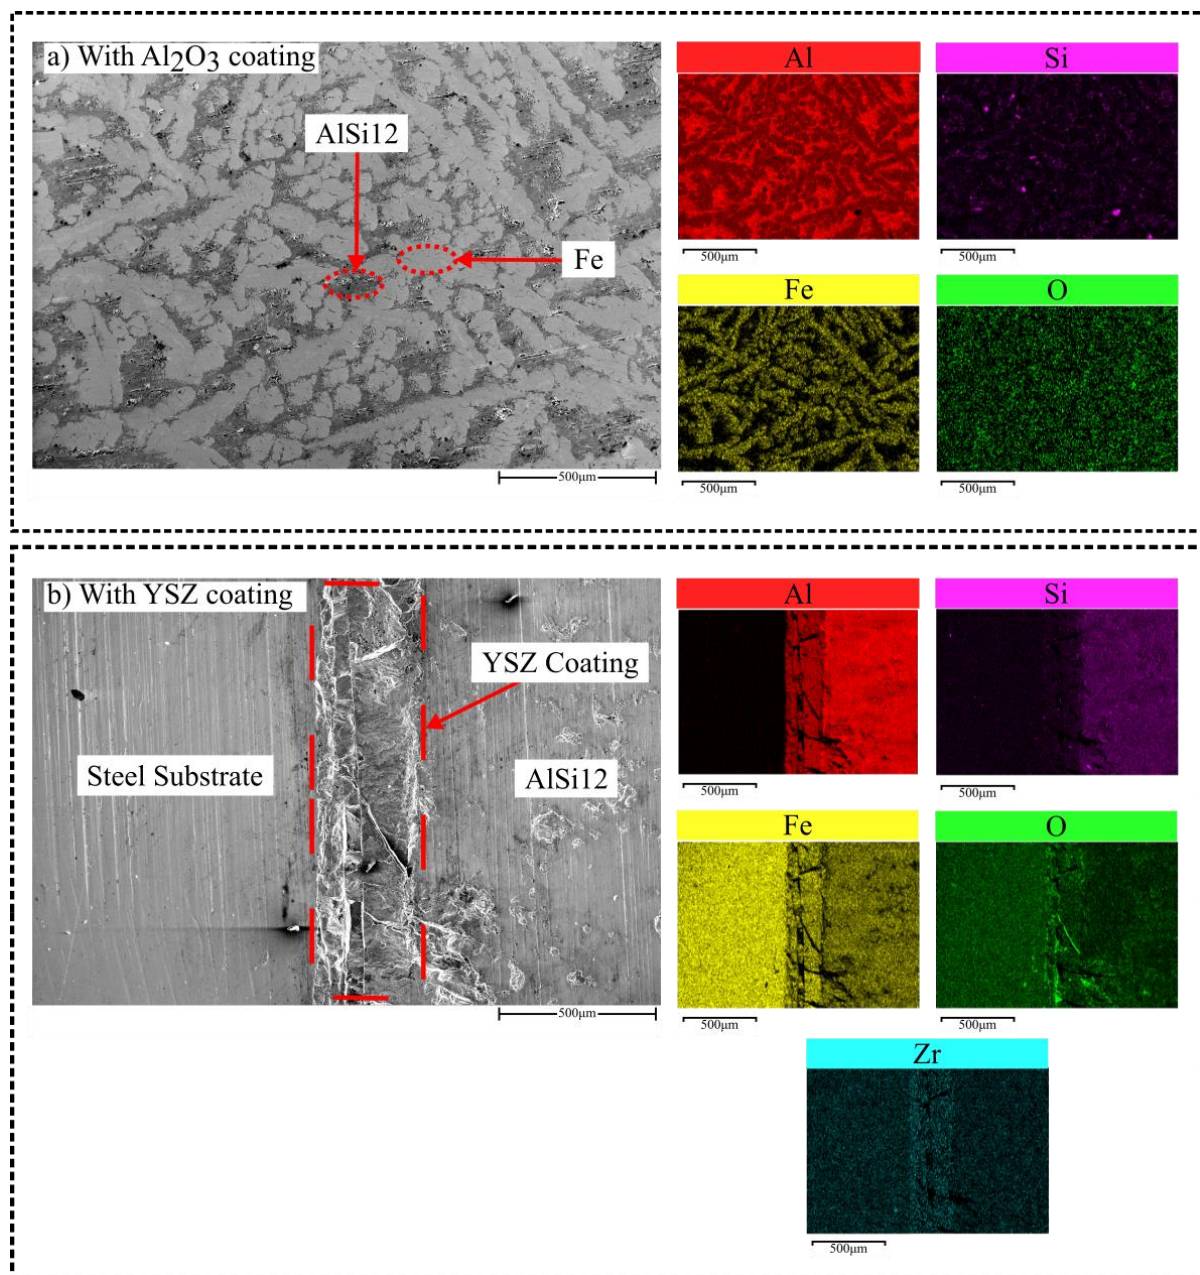 a) With Al2O3 coating
AlSi12
Fe
500μm
Al
500μm
Si
500μm
Fe
500μm
O
500μm
b) With YSZ coating
YSZ Coating
Steel Substrate
AlSi12
500μm
Al
500μm
Si
500μm
Fe
500μm
O
500μm
Zr
500μm